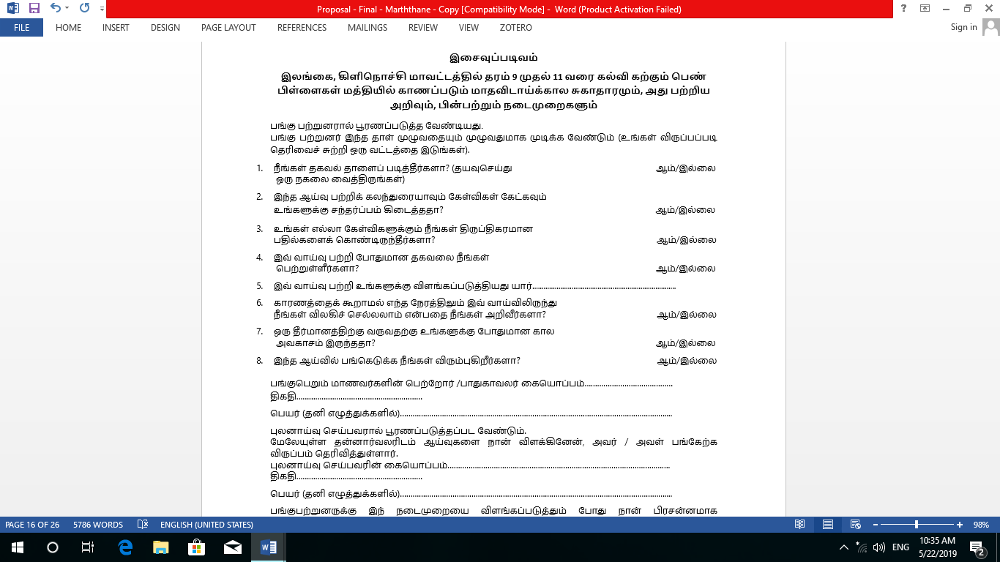 Proposal - Final - Marththane - Copy [Compatibility Mode] - Word (Product Activation Failed)
FILE HOME INSERT DESIGN PAGE LAYOUT REFERENCES MAILINGS REVIEW VIEW ZOTERO Sign in
இசைவுப்படிவம்
இலங்கை, கிளிநொச்சி மாவட்டத்தில் தரம் 9 முதல் 11 வரை கல்வி கற்கும் பெண்
பிள்ளைகள் மத்தியில் காணப்படும் மாதவிடாய்க்கால சுகாதாரமும், அது பற்றிய
அறிவும், பின்பற்றும் நடைமுறைகளும்
பங்கு பற்றுனரால் பூரணப்படுத்த வேண்டியது.
பங்கு பற்றுனர் இந்த தாள் முழுவதையும் முழுவதுமாக முடிக்க வேண்டும் (உங்கள் விருப்பப்படி
தெரிவைச் சுற்றி ஒரு வட்டத்தை இடுங்கள்).
1. நீங்கள் தகவல் தாளைப் படித்தீர்களா? (தயவுசெய்து ஆம்/இல்லை
ஒரு நகலை வைத்திருங்கள்)
2. இந்த ஆய்வு பற்றிக் கலந்துரையாவும் கேள்விகள் கேட்கவும்
உங்களுக்கு சந்தர்ப்பம் கிடைத்ததா? ஆம்/இல்லை
3. உங்கள் எல்லா கேள்விகளுக்கும் நீங்கள் திருப்திகரமான
பதில்களைக் கொண்டிருந்தீர்களா? ஆம்/இல்லை
4. இவ் வாய்வு பற்றி போதுமான தகவலை நீங்கள்
பெற்றுள்ளீர்களா? ஆம்/இல்லை
5. இவ் வாய்வு பற்றி உங்களுக்கு விளங்கப்படுத்தியது யார்..........................................................................
6. காரணத்தைக் கூறாமல் எந்த நேரத்திலும் இவ் வாய்விலிருந்து
நீங்கள் விலகிச் செல்லலாம் என்பதை நீங்கள் அறிவீர்களா? ஆம்/இல்லை
7. ஒரு தீர்மானத்திற்கு வருவதற்கு உங்களுக்கு போதுமான கால
அவகாசம் இருந்ததா? ஆம்/இல்லை
8. இந்த ஆய்வில் பங்கெடுக்க நீங்கள் விரும்புகிறீர்களா? ஆம்/இல்லை
பங்குபெறும் மாணவர்களின் பெற்றோர் /பாதுகாவலர் கையொப்பம்..........................................
திகதி............................................................
பெயர் (தனி எழுத்துக்களில்)..................................................................................................................................
புலனாய்வு செய்பவரால் பூரணப்படுத்தப்பட வேண்டும்.
மேலேயுள்ள தன்னார்வலரிடம் ஆய்வுகளை நான் விளக்கினேன், அவர் / அவள் பங்கேற்க
விருப்பம் தெரிவித்துள்ளார்.
புலனாய்வு செய்பவரின் கையொப்பம்..........................................................................................................
திகதி............................................................
பெயர் (தனி எழுத்துக்களில்)..................................................................................................................................
பங்குபற்றுனருக்கு இந் நடைமுறையை விளங்கப்படுத்தும் போது நான் பிரசன்னமாக
PAGE 16 OF 26 5786 WORDS ENGLISH (UNITED STATES) 98%
ENG 10:35 AM
5/22/2019 2